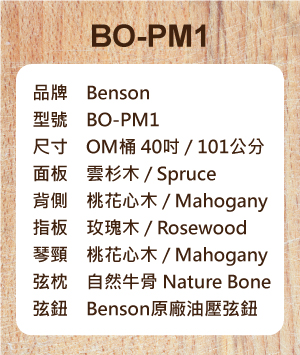 BO-PM1
品牌 Benson
型號 BO-PM1
尺寸 OM桶 40吋 / 101公分
面板 雲杉木 / Spruce
背側 桃花心木 / Mahogany
指板 玫瑰木 / Rosewood
琴頸 桃花心木 / Mahogany
弦枕 自然牛骨 Nature Bone
弦鈕 Benson原廠油壓弦鈕